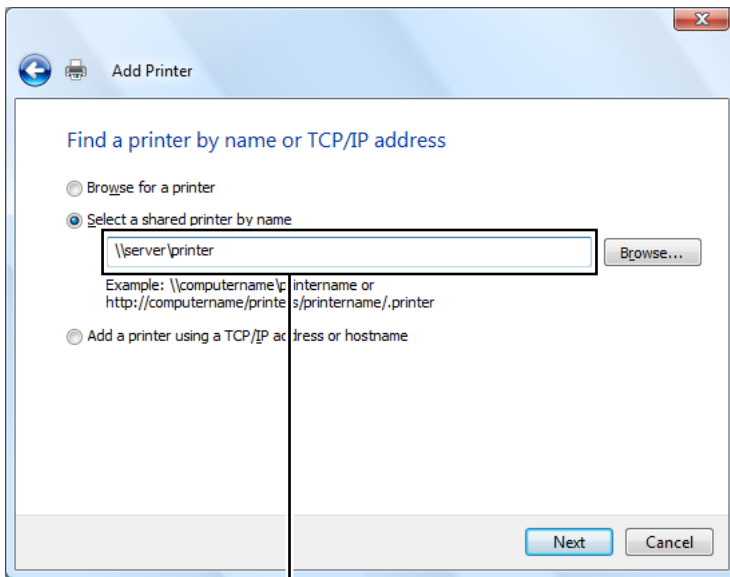 Add Printer
Find a printer by name or TCP/IP address
Browse for a printer
Select a shared printer by name
\\server\printer
Browse...
Example: \\computername\printername or
http://computername/printers/printername/.printer
Add a printer using a TCP/IP address or hostname
Next
Cancel